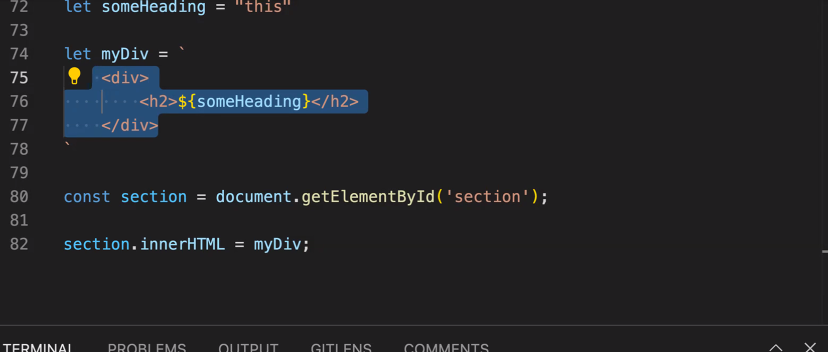 72 let someHeading = "this"
73
74 let myDiv = `
75 <div>
76 <h2>${someHeading}</h2>
77 </div>
78 `
79
80 const section = document.getElementById('section');
81
82 section.innerHTML = myDiv;
TERMINAL PROBLEMS OUTPUT GITLENS COMMENTS